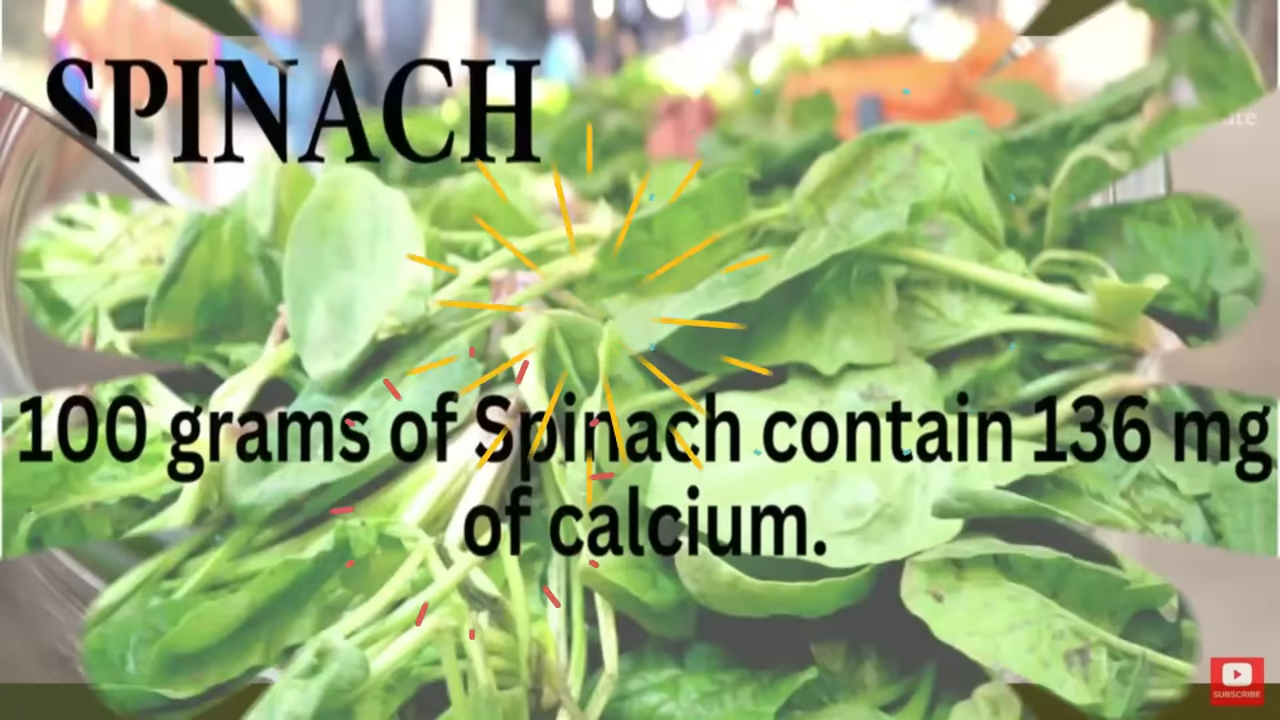 SPINACH
100 grams of Spinach contain 136 mg
of calcium.
SUBSCRIBE